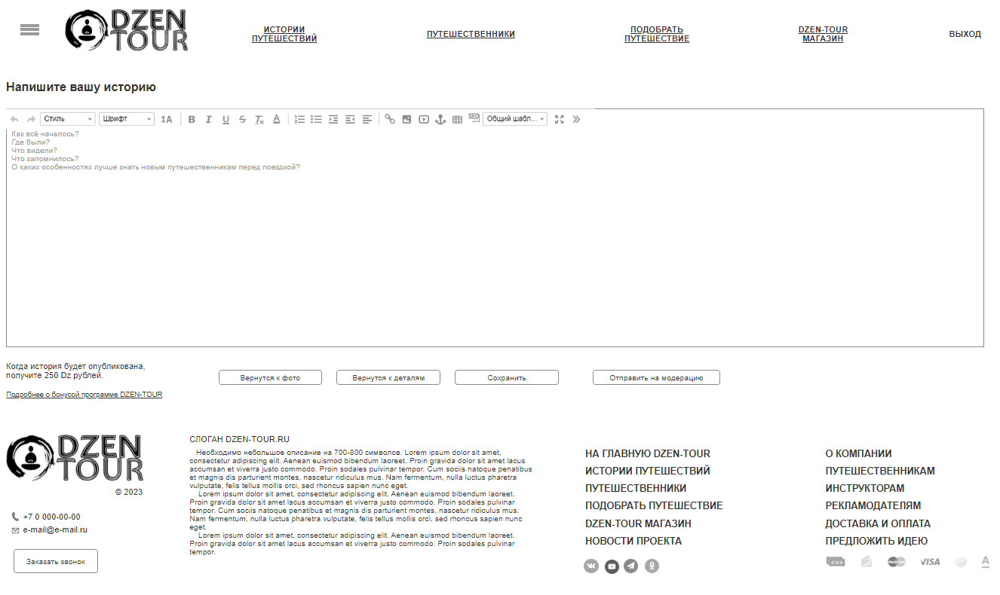 DZEN
TOUR
ИСТОРИИ
ПУТЕШЕСТВИЙ
ПУТЕШЕСТВЕННИКИ
ПОДОБРАТЬ
ПУТЕШЕСТВИЕ
DZEN-TOUR
МАГАЗИН
ВЫХОД
Напишите вашу историю
Стиль Шрифт SEO Общий шабл...
Как всё началось?
Где были?
Что видели?
Что запомнилось?
О каких особенностях лучше знать новым путешественникам перед поездкой?
Когда история будет опубликована,
получите 250 Dz рублей.
Подробнее о бонусой программе DZEN-TOUR
Вернутся к фото
Вернутся к деталям
Сохранить
Отправить на модерацию
DZEN
TOUR
© 2023
+7 0 000-00-00
e-mail@e-mail.ru
Заказать звонок
СЛОГАН DZEN-TOUR.RU
Необходимо небольшое описание на 700-800 символов. Lorem ipsum dolor sit amet,
consectetur adipiscing elit. Aenean euismod bibendum laoreet. Proin gravida dolor sit amet lacus
accumsan et viverra justo commodo. Proin sodales pulvinar tempor. Cum sociis natoque penatibus
et magnis dis parturient montes, nascetur ridiculus mus. Nam fermentum, nulla luctus pharetra
vulputate, felis tellus mollis orci, sed rhoncus sapien nunc eget.
Lorem ipsum dolor sit amet, consectetur adipiscing elit. Aenean euismod bibendum laoreet.
Proin gravida dolor sit amet lacus accumsan et viverra justo commodo. Proin sodales pulvinar
tempor. Cum sociis natoque penatibus et magnis dis parturient montes, nascetur ridiculus mus.
Nam fermentum, nulla luctus pharetra vulputate, felis tellus mollis orci, sed rhoncus sapien nunc
eget.
Lorem ipsum dolor sit amet, consectetur adipiscing elit. Aenean euismod bibendum laoreet.
Proin gravida dolor sit amet lacus accumsan et viverra justo commodo. Proin sodales pulvinar
tempor.
НА ГЛАВНУЮ DZEN-TOUR
ИСТОРИИ ПУТЕШЕСТВИЙ
ПУТЕШЕСТВЕННИКИ
ПОДОБРАТЬ ПУТЕШЕСТВИЕ
DZEN-TOUR МАГАЗИН
НОВОСТИ ПРОЕКТА
О КОМПАНИИ
ПУТЕШЕСТВЕННИКАМ
ИНСТРУКТОРАМ
РЕКЛАМОДАТЕЛЯМ
ДОСТАВКА И ОПЛАТА
ПРЕДЛОЖИТЬ ИДЕЮ
VISA